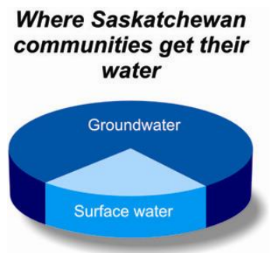 Where Saskatchewan
communities get their
water
Groundwater
Surface water